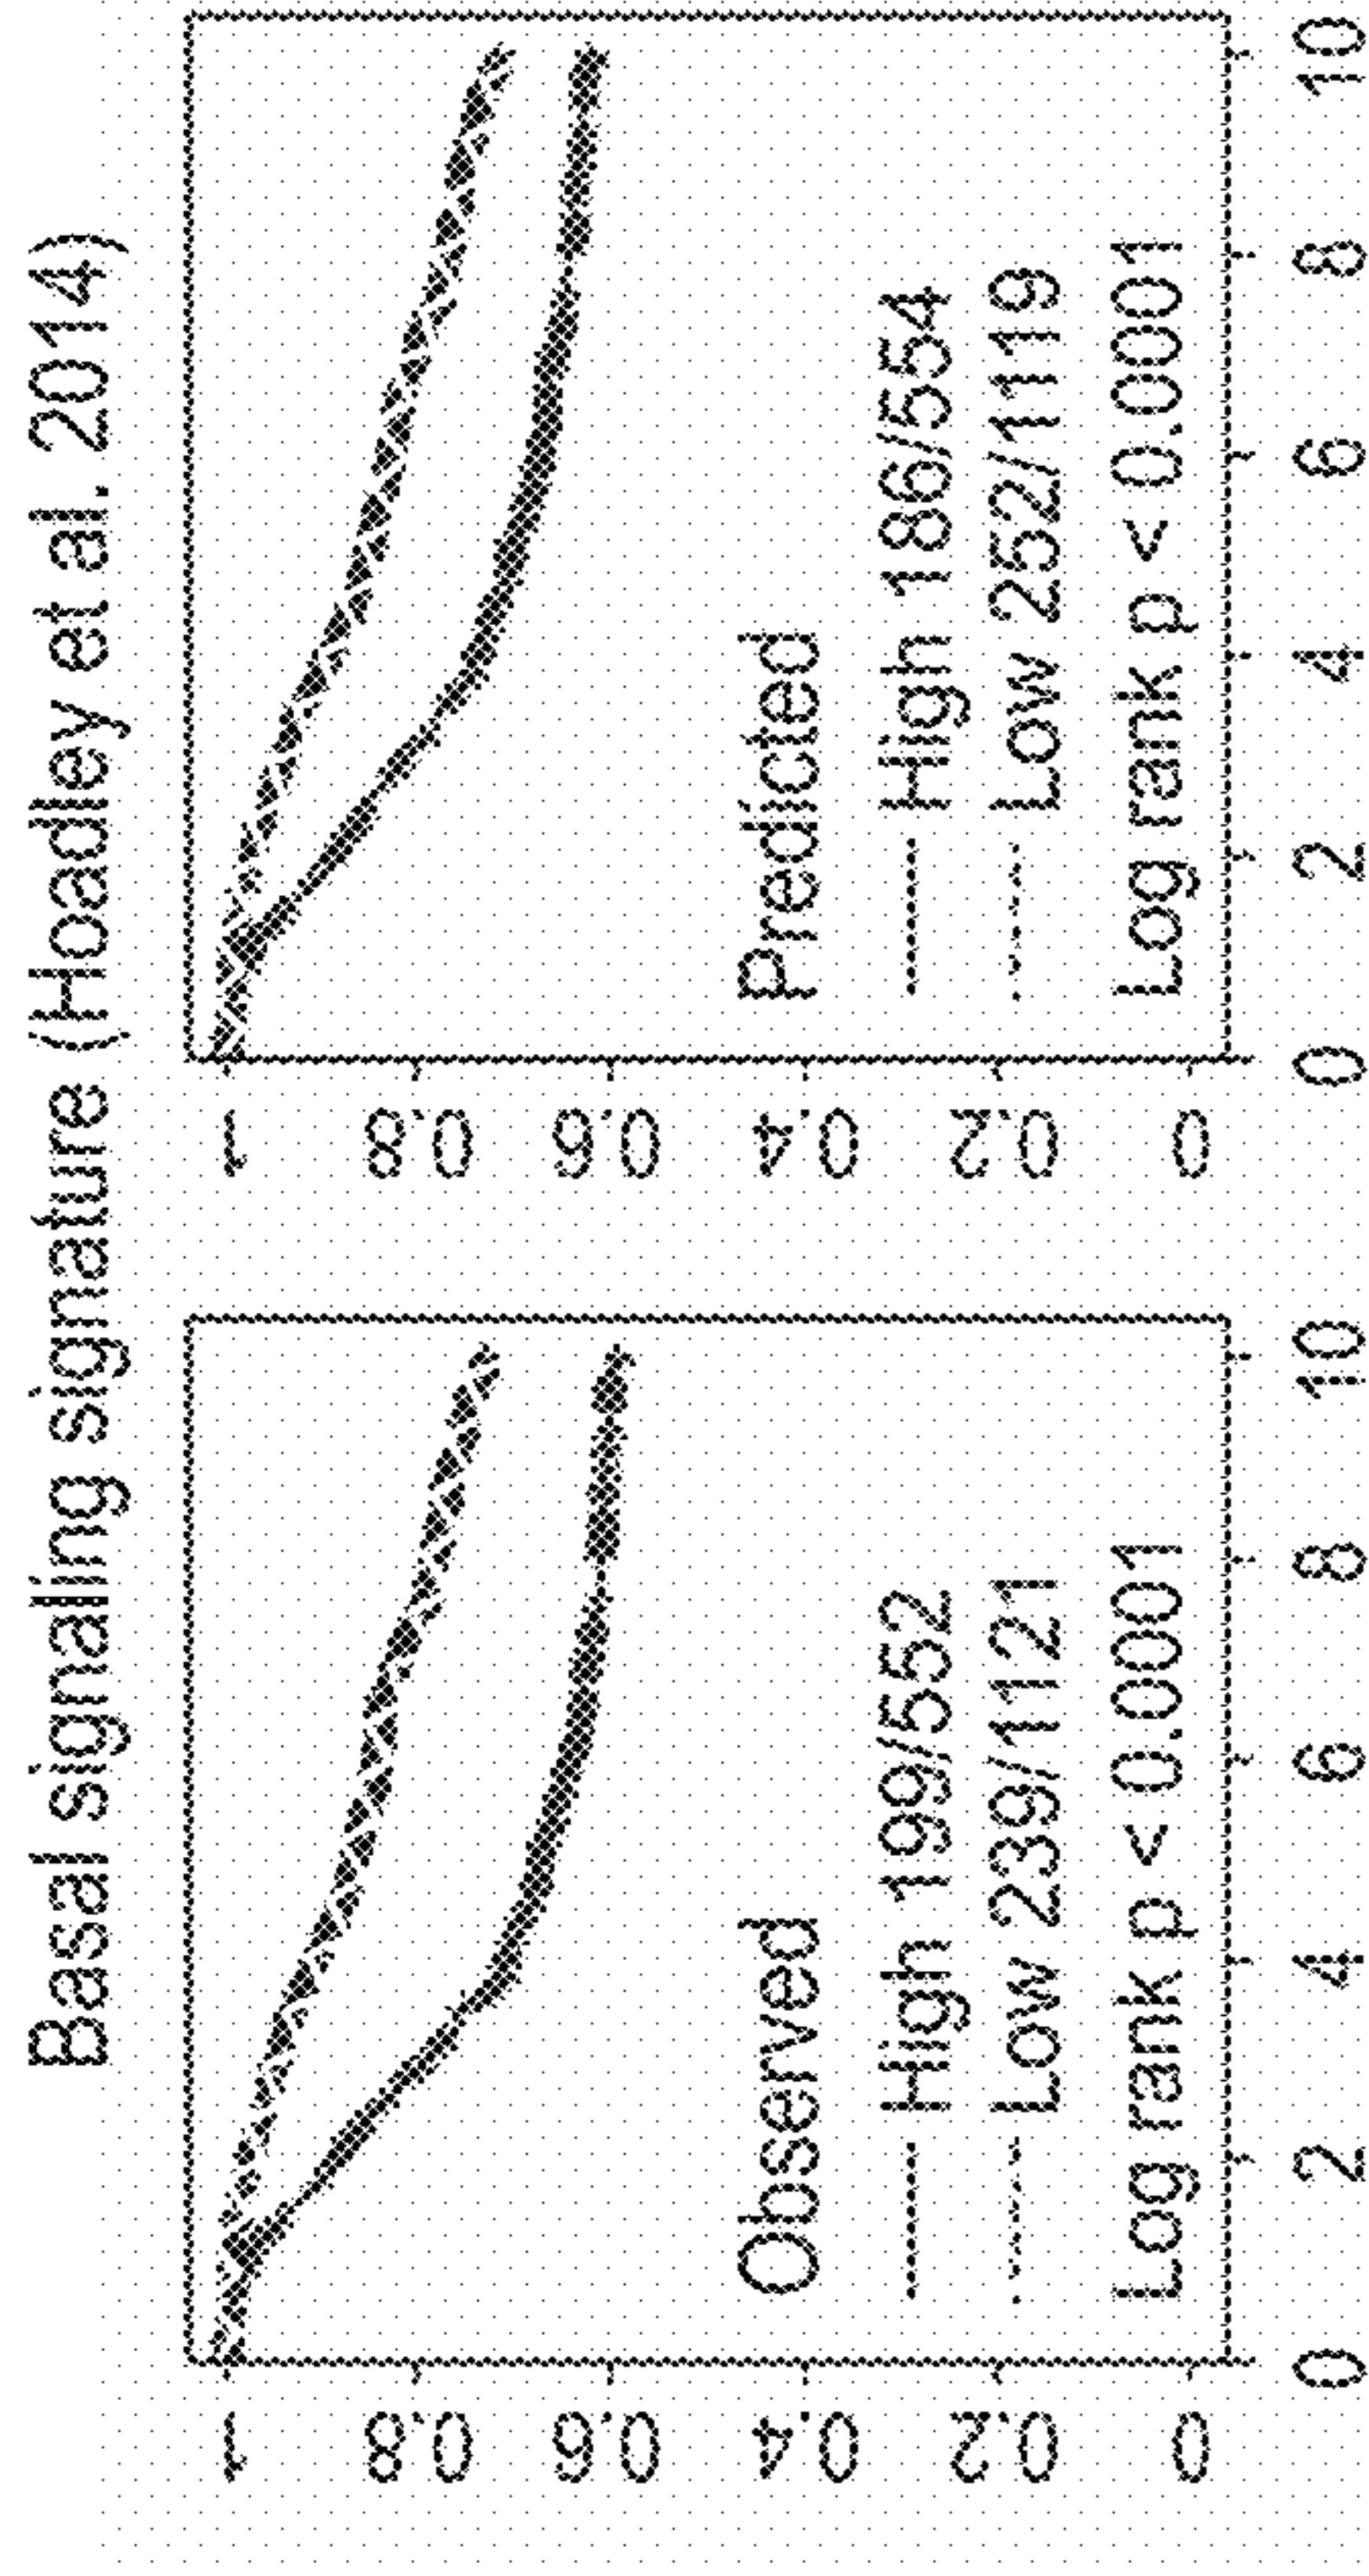 Basal signaling signature (Hoadley et al. 2014)
1
0.8
0.6
0.4
0.2
0
Observed
High 199/552
Low 239/1121
Log rank p < 0.0001
0 2 4 6 8 10
1
0.8
0.6
0.4
0.2
0
Predicted
High 186/554
Low 252/1119
Log rank p < 0.0001
0 2 4 6 8 10